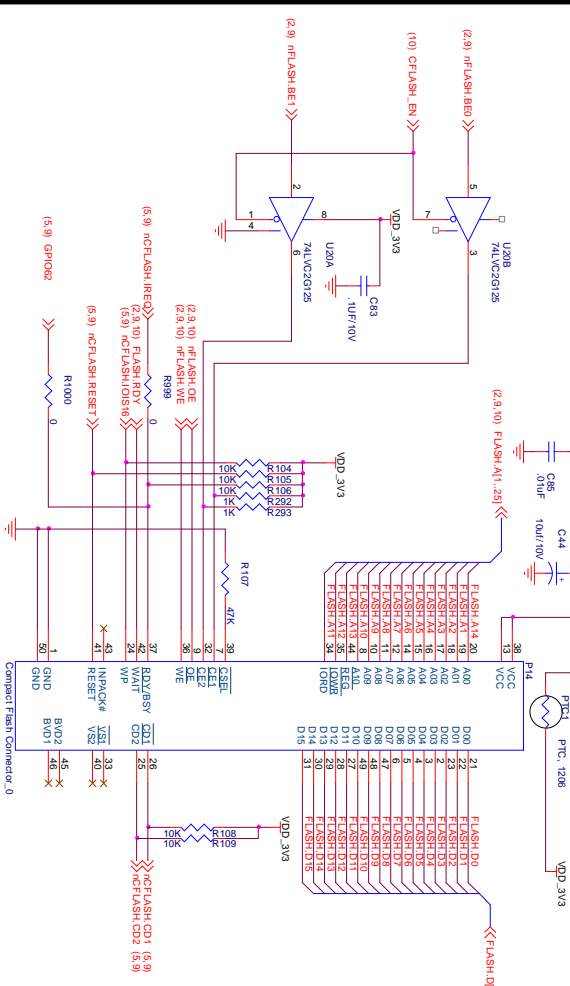 (2,9) nFLASH.BE0
(10) CFLASH_EN
(2,9) nFLASH.BE1
5
7
3
U20B
74LVC2G125
2
1
4
8
6
U20A
74LVC2G125
VDD_3V3
C83
.1UF/10V
C85
.01uF
C44
10uf/10V
+
PTC1
PTC, 1206
VDD_3V3
(2,9,10) FLASH.A[1..25]
P14
38 VCC
13 VCC
FLASH.A14 20 A00
FLASH.A1 19 A01
FLASH.A2 18 A02
FLASH.A3 17 A03
FLASH.A4 16 A04
FLASH.A5 15 A05
FLASH.A6 14 A06
FLASH.A7 12 A07
FLASH.A8 11 A08
FLASH.A9 10 A09
FLASH.A10 8 A10
FLASH.A13 44 REG
FLASH.A12 35 IOWR
FLASH.A11 34 IORD
D00 21 FLASH.D0
D01 22 FLASH.D1
D02 23 FLASH.D2
D03 2 FLASH.D3
D04 3 FLASH.D4
D05 4 FLASH.D5
D06 5 FLASH.D6
D07 6 FLASH.D7
D08 47 FLASH.D8
D09 48 FLASH.D9
D10 49 FLASH.D10
D11 27 FLASH.D11
D12 28 FLASH.D12
D13 29 FLASH.D13
D14 30 FLASH.D14
D15 31 FLASH.D15
FLASH.D[
VDD_3V3
10K R104
10K R105
10K R106
1K R292
1K R293
R107
47K
(2,9,10) nFLASH.OE
(2,9,10) nFLASH.WE
(5,9) nCFLASH.IREQ
R999
0
(2,9,10) FLASH.RDY
(5,9) nCFLASH.IOIS16
(5,9) nCFLASH.RESET
(5,9) GPIO62
R1000
0
39 CSEL
7 CE1
32 CE2
9 OE
36 WE
37 RDY/BSY
42 WAIT
24 WP
43 INPACK#
41 RESET
1 GND
50 GND
CD1 26
CD2 25
VS1 33
VS2 40
BVD2 45
BVD1 46
VDD_3V3
10K R108
10K R109
nCFLASH.CD1 (5,9)
nCFLASH.CD2 (5,9)
Compact Flash Connector_0